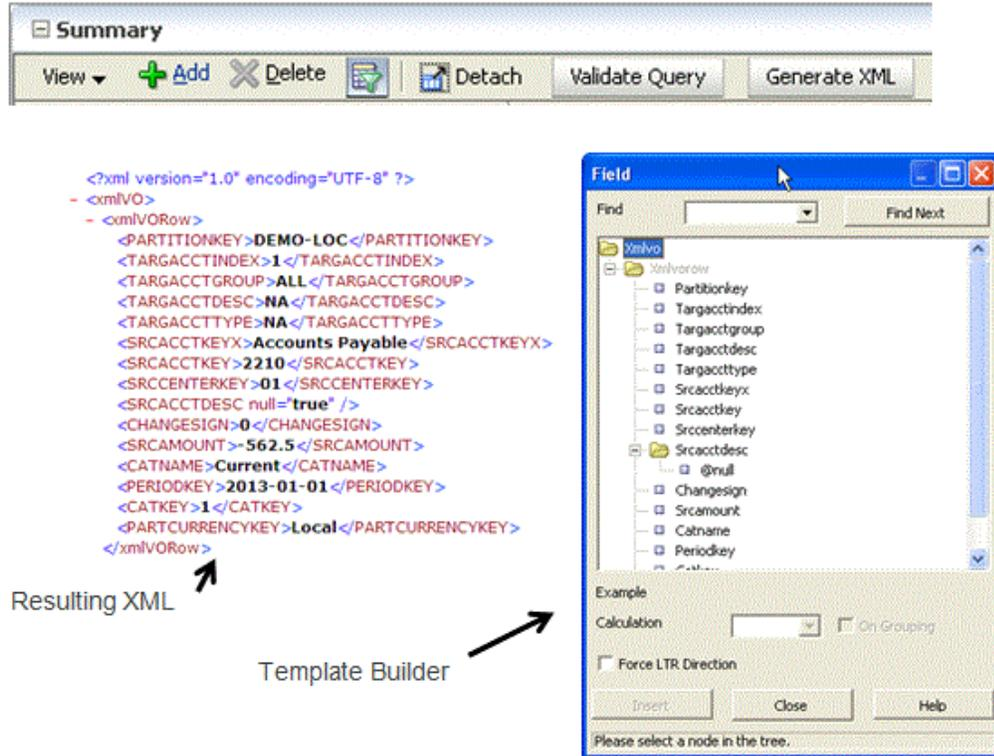 Summary
View Add Delete Detach Validate Query Generate XML
<?xml version="1.0" encoding="UTF-8" ?>
- <xmlVO>
- <xmlVORow>
<PARTITIONKEY>DEMO-LOC</PARTITIONKEY>
<TARGACCTINDEX>1</TARGACCTINDEX>
<TARGACCTGROUP>ALL</TARGACCTGROUP>
<TARGACCTDESC>NA</TARGACCTDESC>
<TARGACCTTYPE>NA</TARGACCTTYPE>
<SRCACCTKEYX>Accounts Payable</SRCACCTKEYX>
<SRCACCTKEY>2210</SRCACCTKEY>
<SRCCENTERKEY>01</SRCCENTERKEY>
<SRCACCTDESC null="true" />
<CHANGESIGN>0</CHANGESIGN>
<SRCAMOUNT>-562.5</SRCAMOUNT>
<CATNAME>Current</CATNAME>
<PERIODKEY>2013-01-01</PERIODKEY>
<CATKEY>1</CATKEY>
<PARTCURRENCYKEY>Local</PARTCURRENCYKEY>
</xmlVORow>
Resulting XML
Template Builder
Field
Find Find Next
Xmlvo
Xmlvorow
Partitionkey
Targacctindex
Targacctgroup
Targacctdesc
Targaccttype
Srcacctkeyx
Srcacctkey
Srccenterkey
Srcacctdesc
@null
Changesign
Srcamount
Catname
Periodkey
Example
Calculation On Grouping
Force LTR Direction
Insert Close Help
Please select a node in the tree.